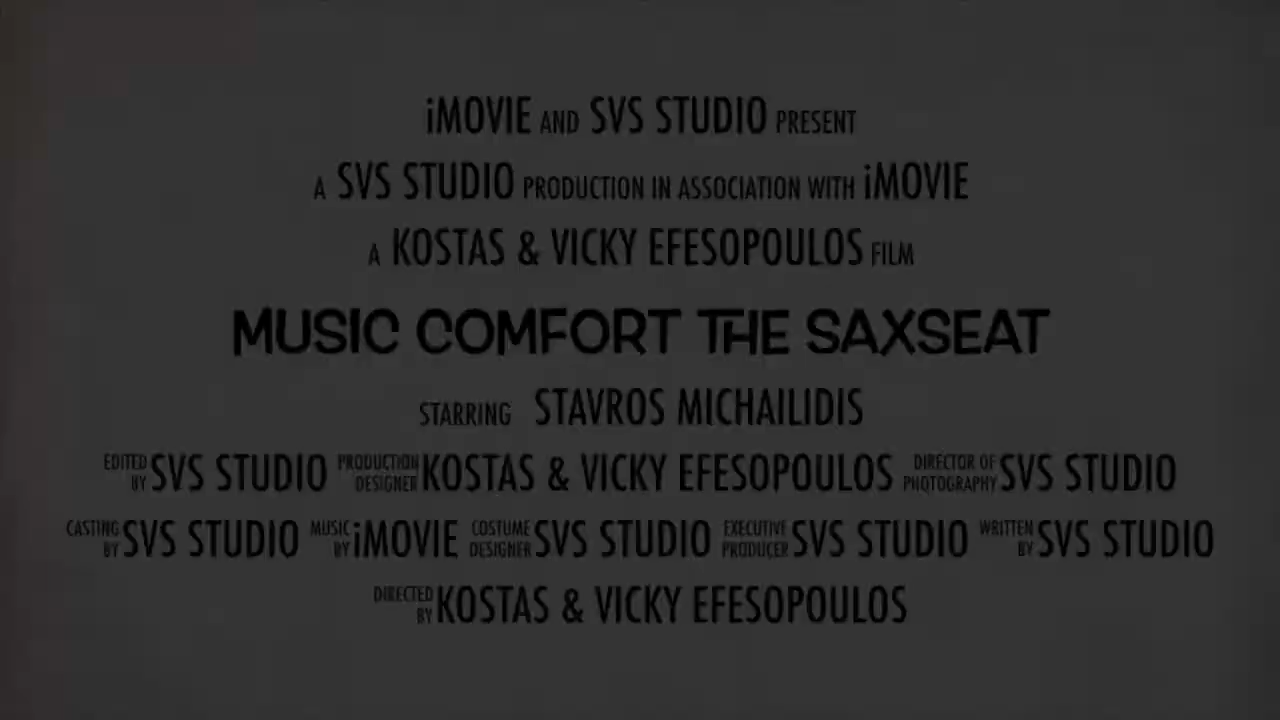 iMOVIE AND SVS STUDIO PRESENT
A SVS STUDIO PRODUCTION IN ASSOCIATION WITH iMOVIE
A KOSTAS & VICKY EFESOPOULOS FILM
MUSIC COMFORT THE SAXSEAT
STARRING STAVROS MICHAILIDIS
EDITED BY SVS STUDIO PRODUCTION DESIGNER KOSTAS & VICKY EFESOPOULOS DIRECTOR OF PHOTOGRAPHY SVS STUDIO
CASTING BY SVS STUDIO MUSIC BY iMOVIE COSTUME DESIGNER SVS STUDIO EXECUTIVE PRODUCER SVS STUDIO WRITTEN BY SVS STUDIO
DIRECTED BY KOSTAS & VICKY EFESOPOULOS